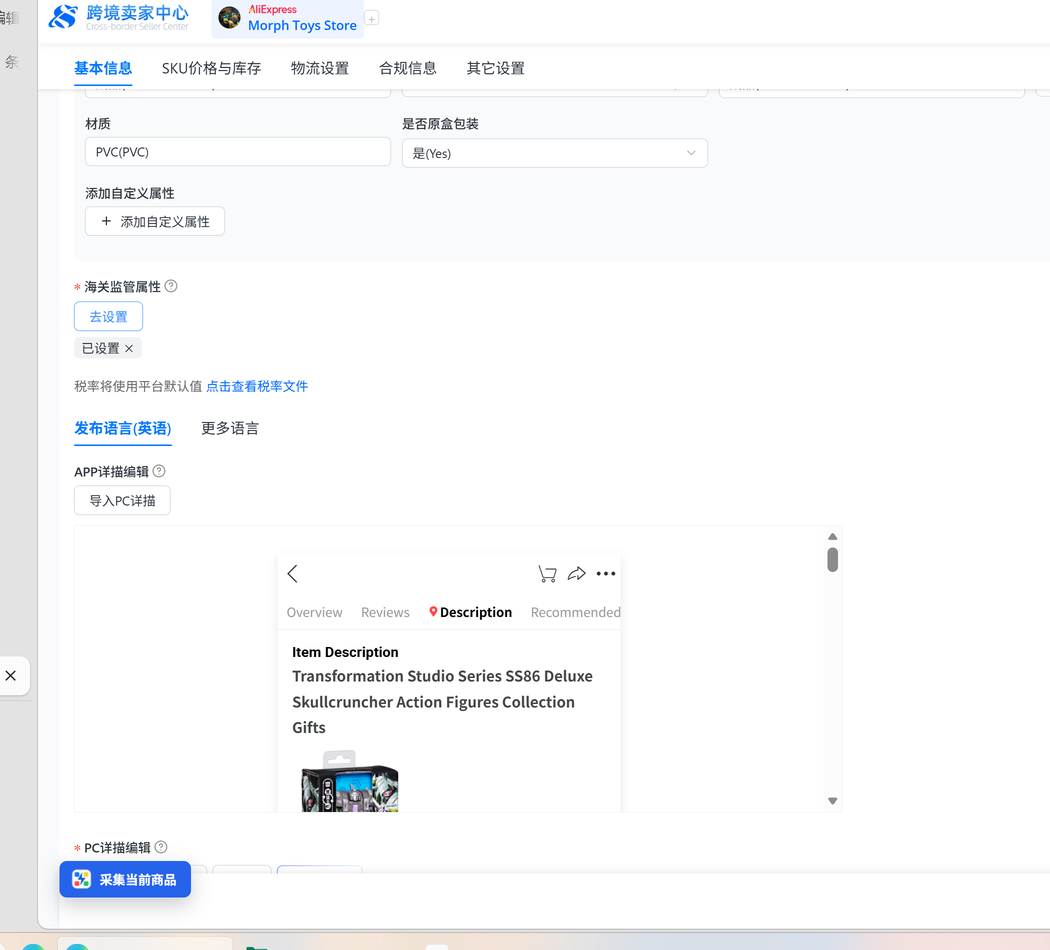 跨境卖家中心
Cross-border Seller Center
AliExpress
Morph Toys Store
条
基本信息
SKU价格与库存
物流设置
合规信息
其它设置
材质
是否原盒包装
PVC(PVC)
是(Yes)
添加自定义属性
+ 添加自定义属性
* 海关监管属性
去设置
已设置 ×
税率将使用平台默认值 点击查看税率文件
发布语言(英语)
更多语言
APP详描编辑
导入PC详描
Overview
Reviews
Description
Recommended
Item Description
Transformation Studio Series SS86 Deluxe
Skullcruncher Action Figures Collection
Gifts
* PC详描编辑
采集当前商品